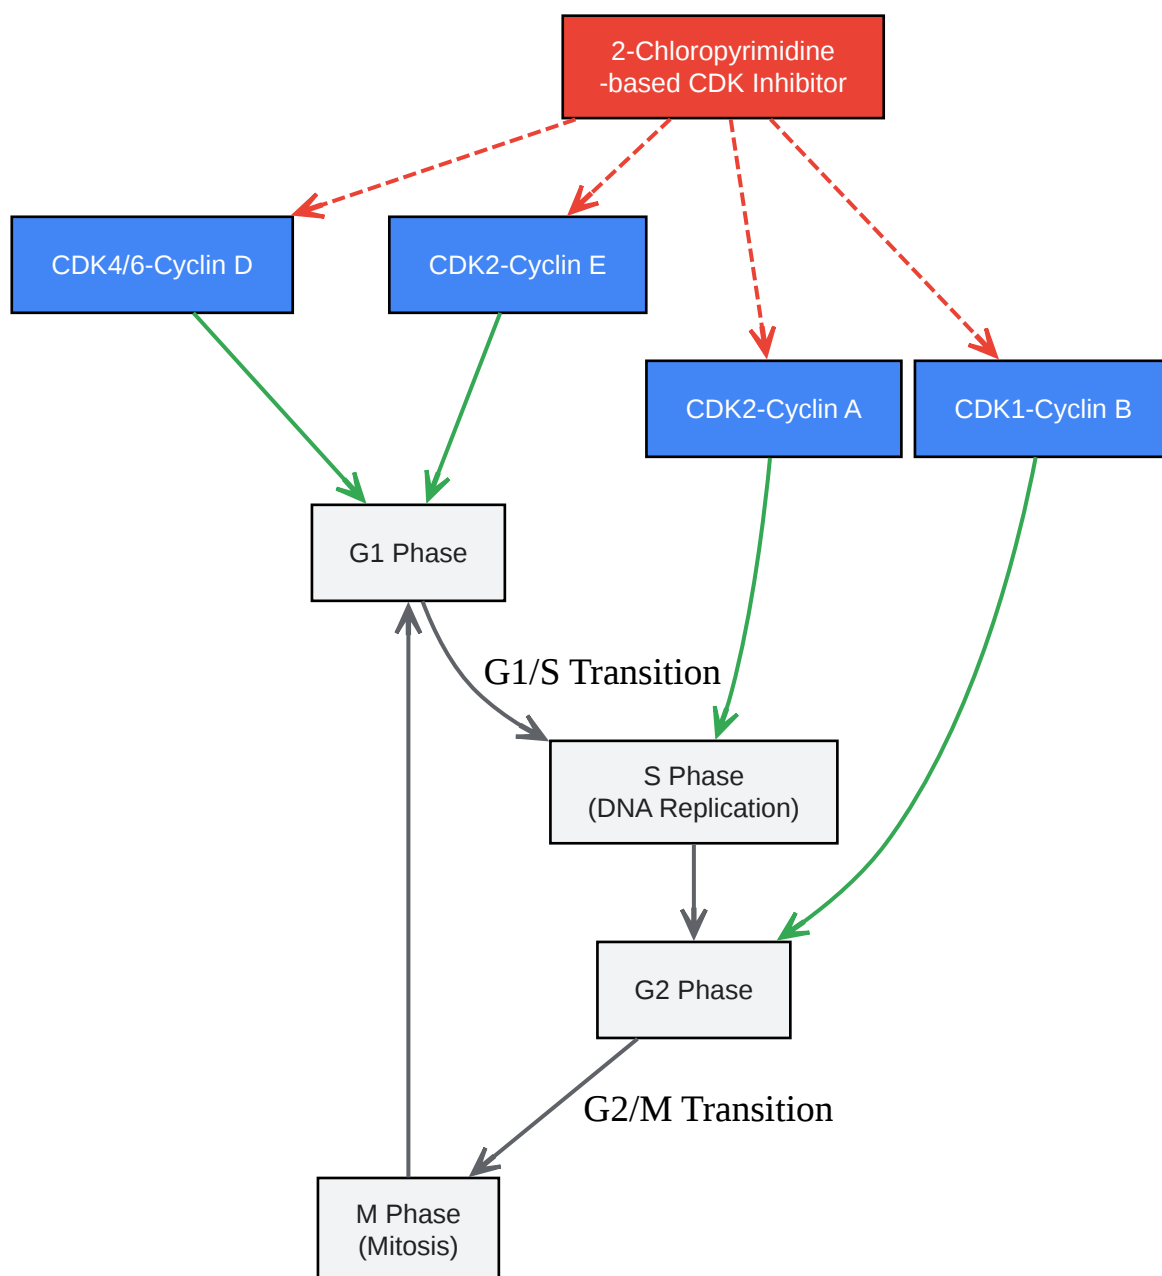 2-Chloropyrimidine
-based CDK Inhibitor
CDK4/6-Cyclin D
CDK2-Cyclin E
CDK2-Cyclin A
CDK1-Cyclin B
G1 Phase
G1/S Transition
S Phase
(DNA Replication)
G2 Phase
G2/M Transition
M Phase
(Mitosis)